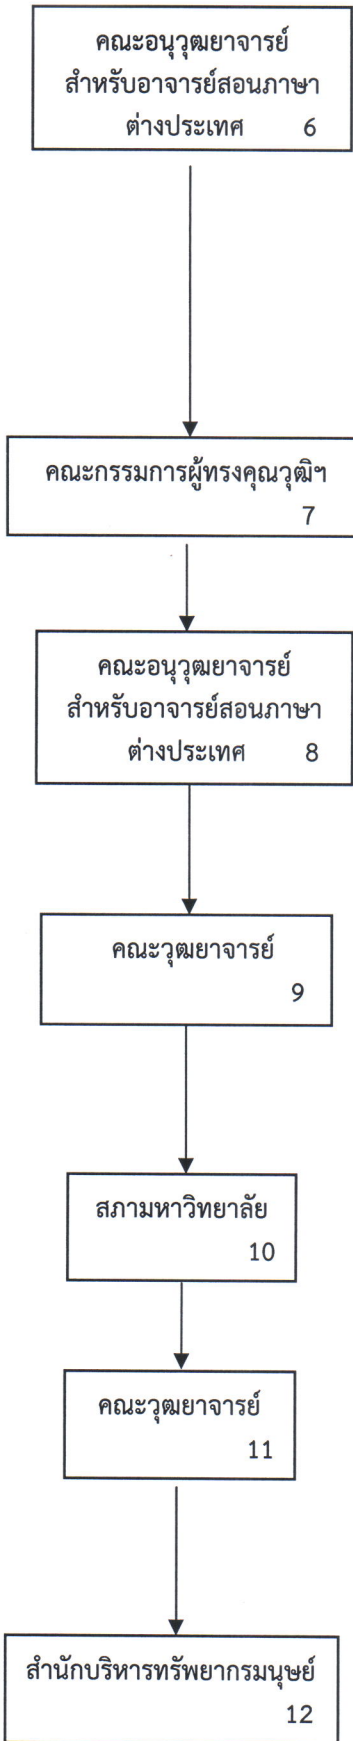 คณะอนุวุฒยาจารย์
สำหรับอาจารย์สอนภาษา
ต่างประเทศ 6
คณะกรรมการผู้ทรงคุณวุฒิฯ
7
คณะอนุวุฒยาจารย์
สำหรับอาจารย์สอนภาษา
ต่างประเทศ 8
คณะวุฒยาจารย์
9
สภามหาวิทยาลัย
10
คณะวุฒยาจารย์
11
สำนักบริหารทรัพยากรมนุษย์
12